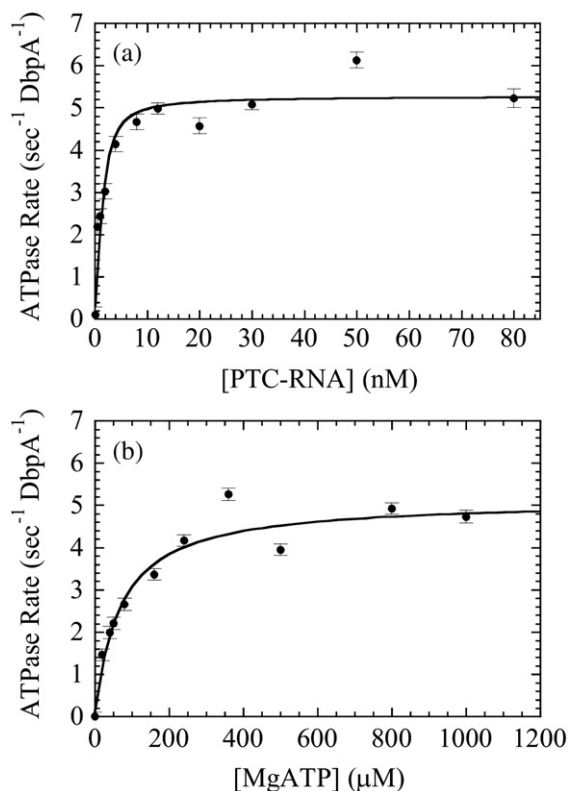 (a)
ATPase Rate (sec⁻¹ DbpA⁻¹)
7
6
5
4
3
2
1
0
0 10 20 30 40 50 60 70 80
[PTC-RNA] (nM)
(b)
ATPase Rate (sec⁻¹ DbpA⁻¹)
7
6
5
4
3
2
1
0
0 200 400 600 800 1000 1200
[MgATP] (μM)